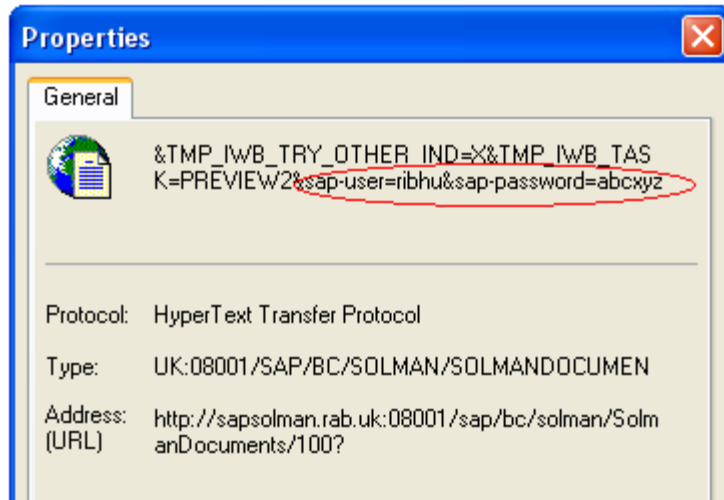 Properties
General
&TMP_IWB_TRY_OTHER_IND=X&TMP_IWB_TAS
K=PREVIEW2&sap-user=ribhu&sap-password=abcxyz
Protocol: HyperText Transfer Protocol
Type: UK:08001/SAP/BC/SOLMAN/SOLMANDOCUMEN
Address: http://sapsolman.rab.uk:08001/sap/bc/solman/Solm
(URL) anDocuments/100?